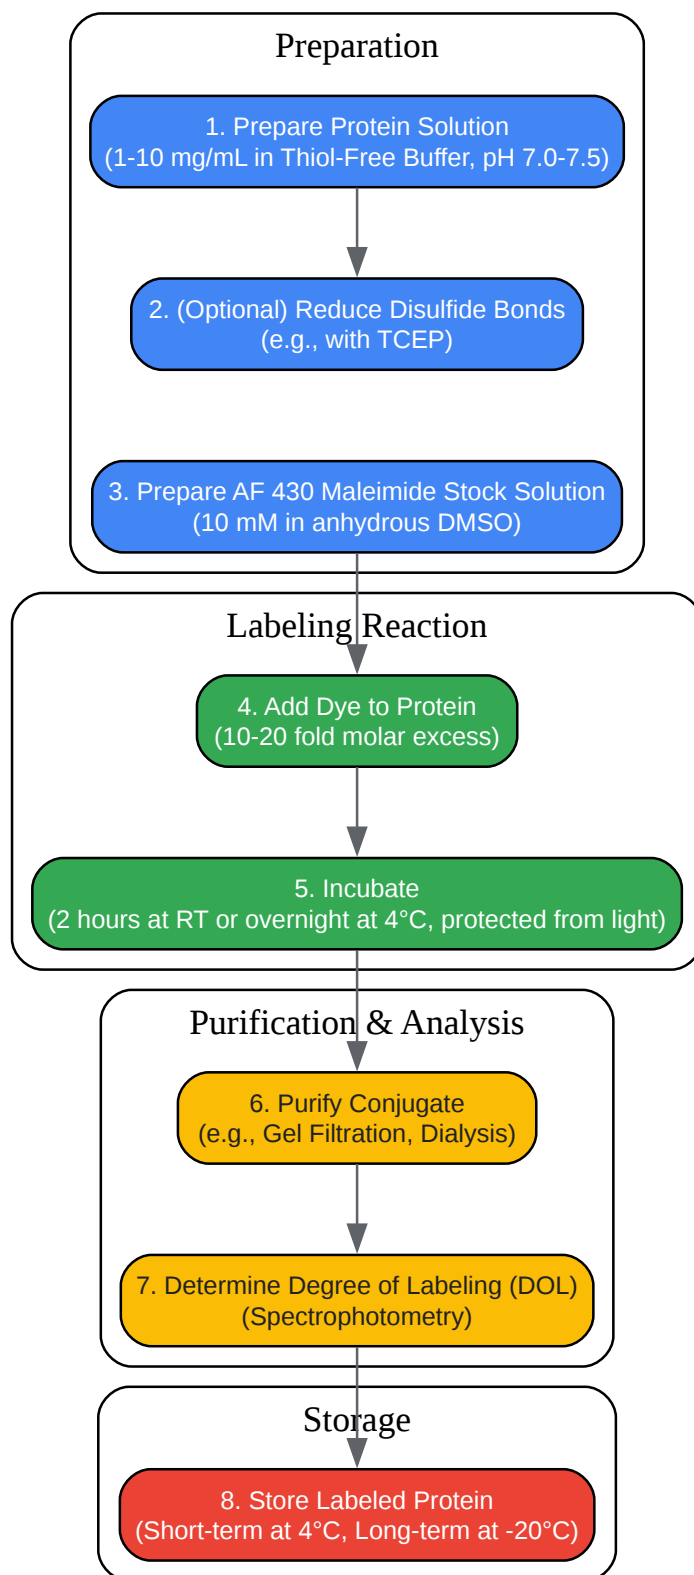 Preparation
1. Prepare Protein Solution
(1-10 mg/mL in Thiol-Free Buffer, pH 7.0-7.5)
2. (Optional) Reduce Disulfide Bonds
(e.g., with TCEP)
3. Prepare AF 430 Maleimide Stock Solution
(10 mM in anhydrous DMSO)
Labeling Reaction
4. Add Dye to Protein
(10-20 fold molar excess)
5. Incubate
(2 hours at RT or overnight at 4°C, protected from light)
Purification & Analysis
6. Purify Conjugate
(e.g., Gel Filtration, Dialysis)
7. Determine Degree of Labeling (DOL)
(Spectrophotometry)
Storage
8. Store Labeled Protein
(Short-term at 4°C, Long-term at -20°C)